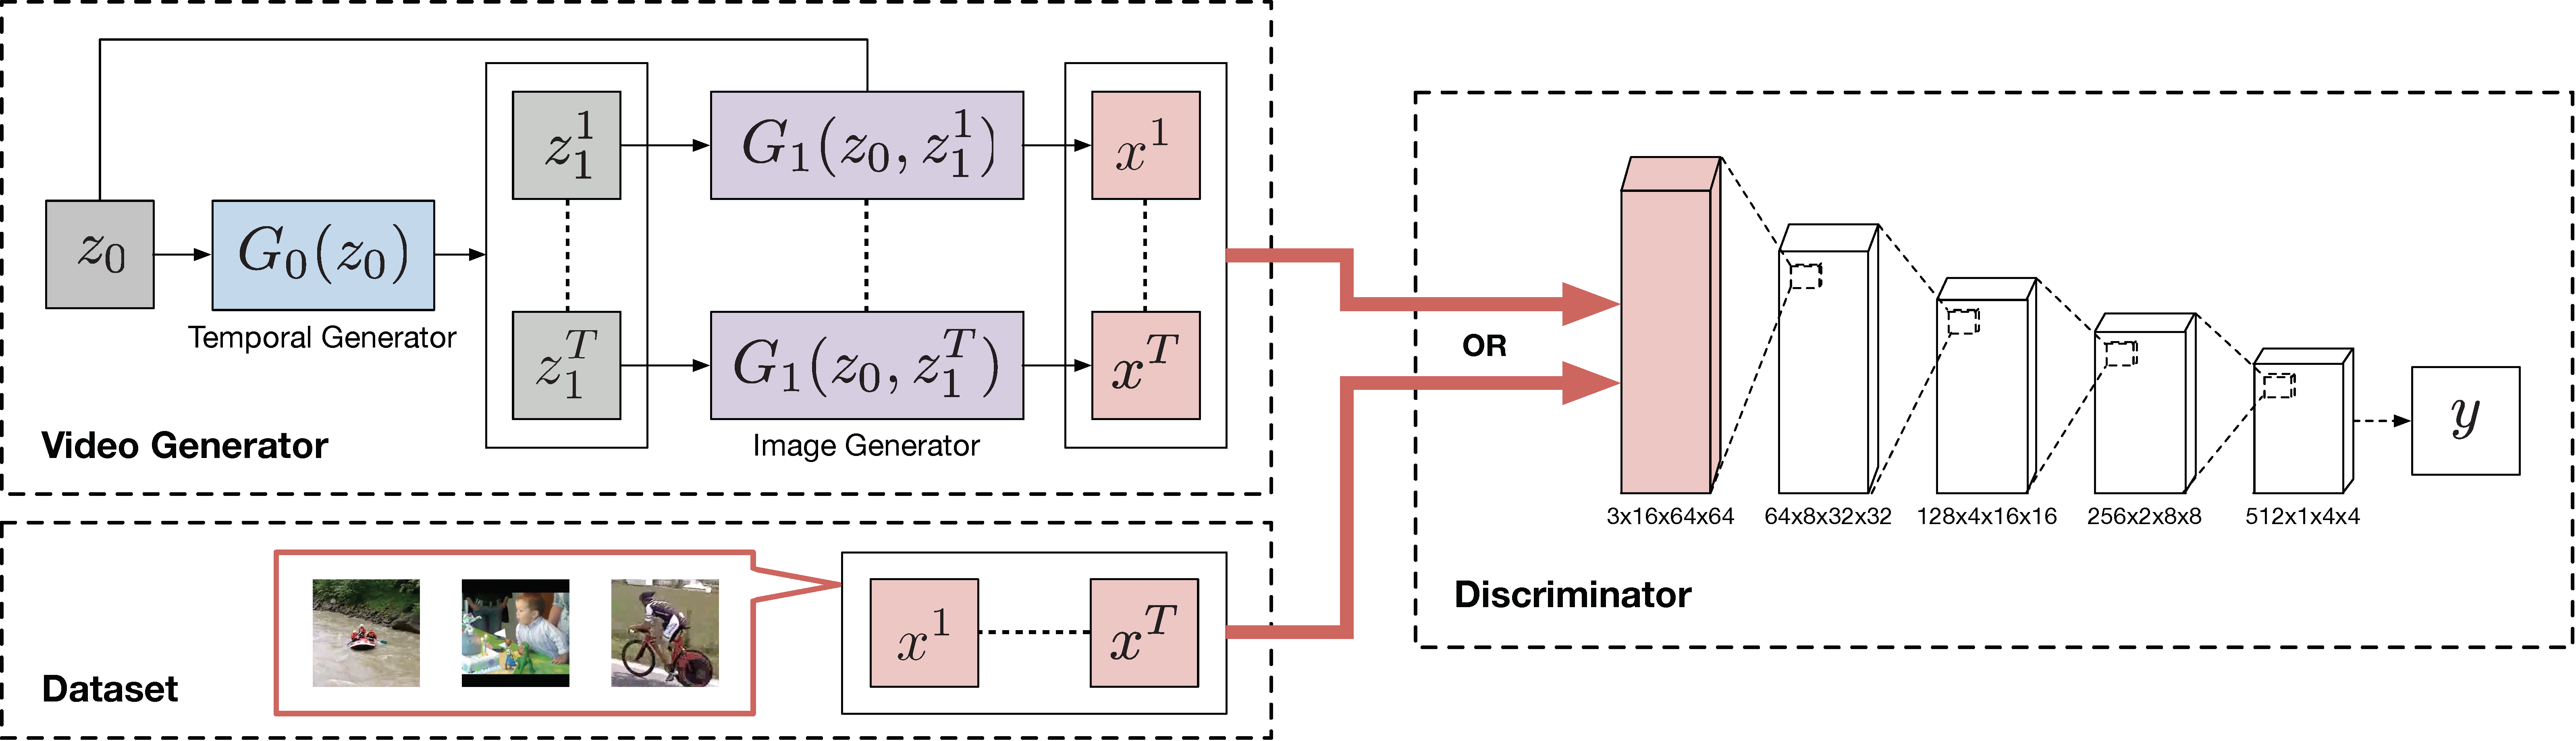 z_0
G_0(z_0)
Temporal Generator
z_1^1
z_1^T
G_1(z_0, z_1^1)
G_1(z_0, z_1^T)
Image Generator
x^1
x^T
Video Generator
Dataset
x^1
x^T
OR
3x16x64x64
64x8x32x32
128x4x16x16
256x2x8x8
512x1x4x4
y
Discriminator